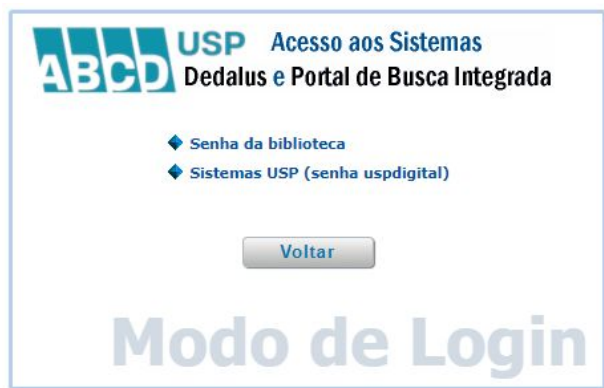 ABCD USP Acesso aos Sistemas
Dedalus e Portal de Busca Integrada
Senha da biblioteca
Sistemas USP (senha uspdigital)
Voltar
Modo de Login